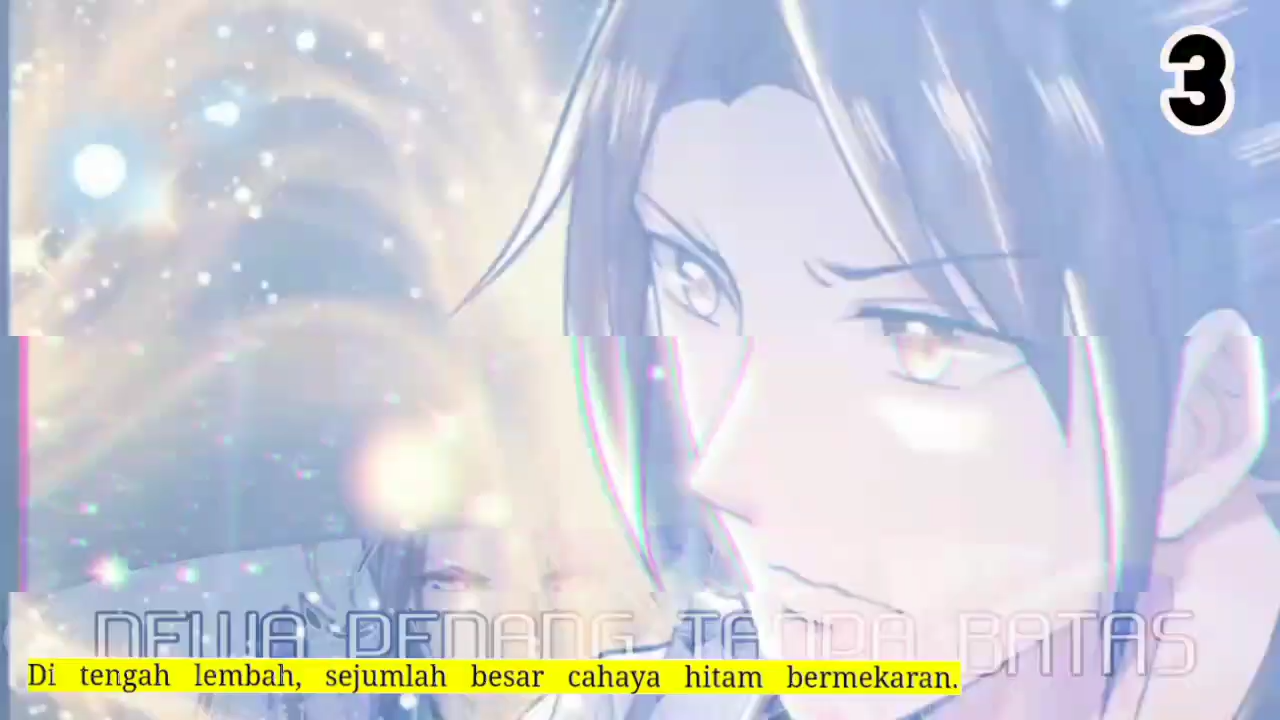 3
DEWA PEDANG TANPA BATAS
Di tengah lembah, sejumlah besar cahaya hitam bermekaran.